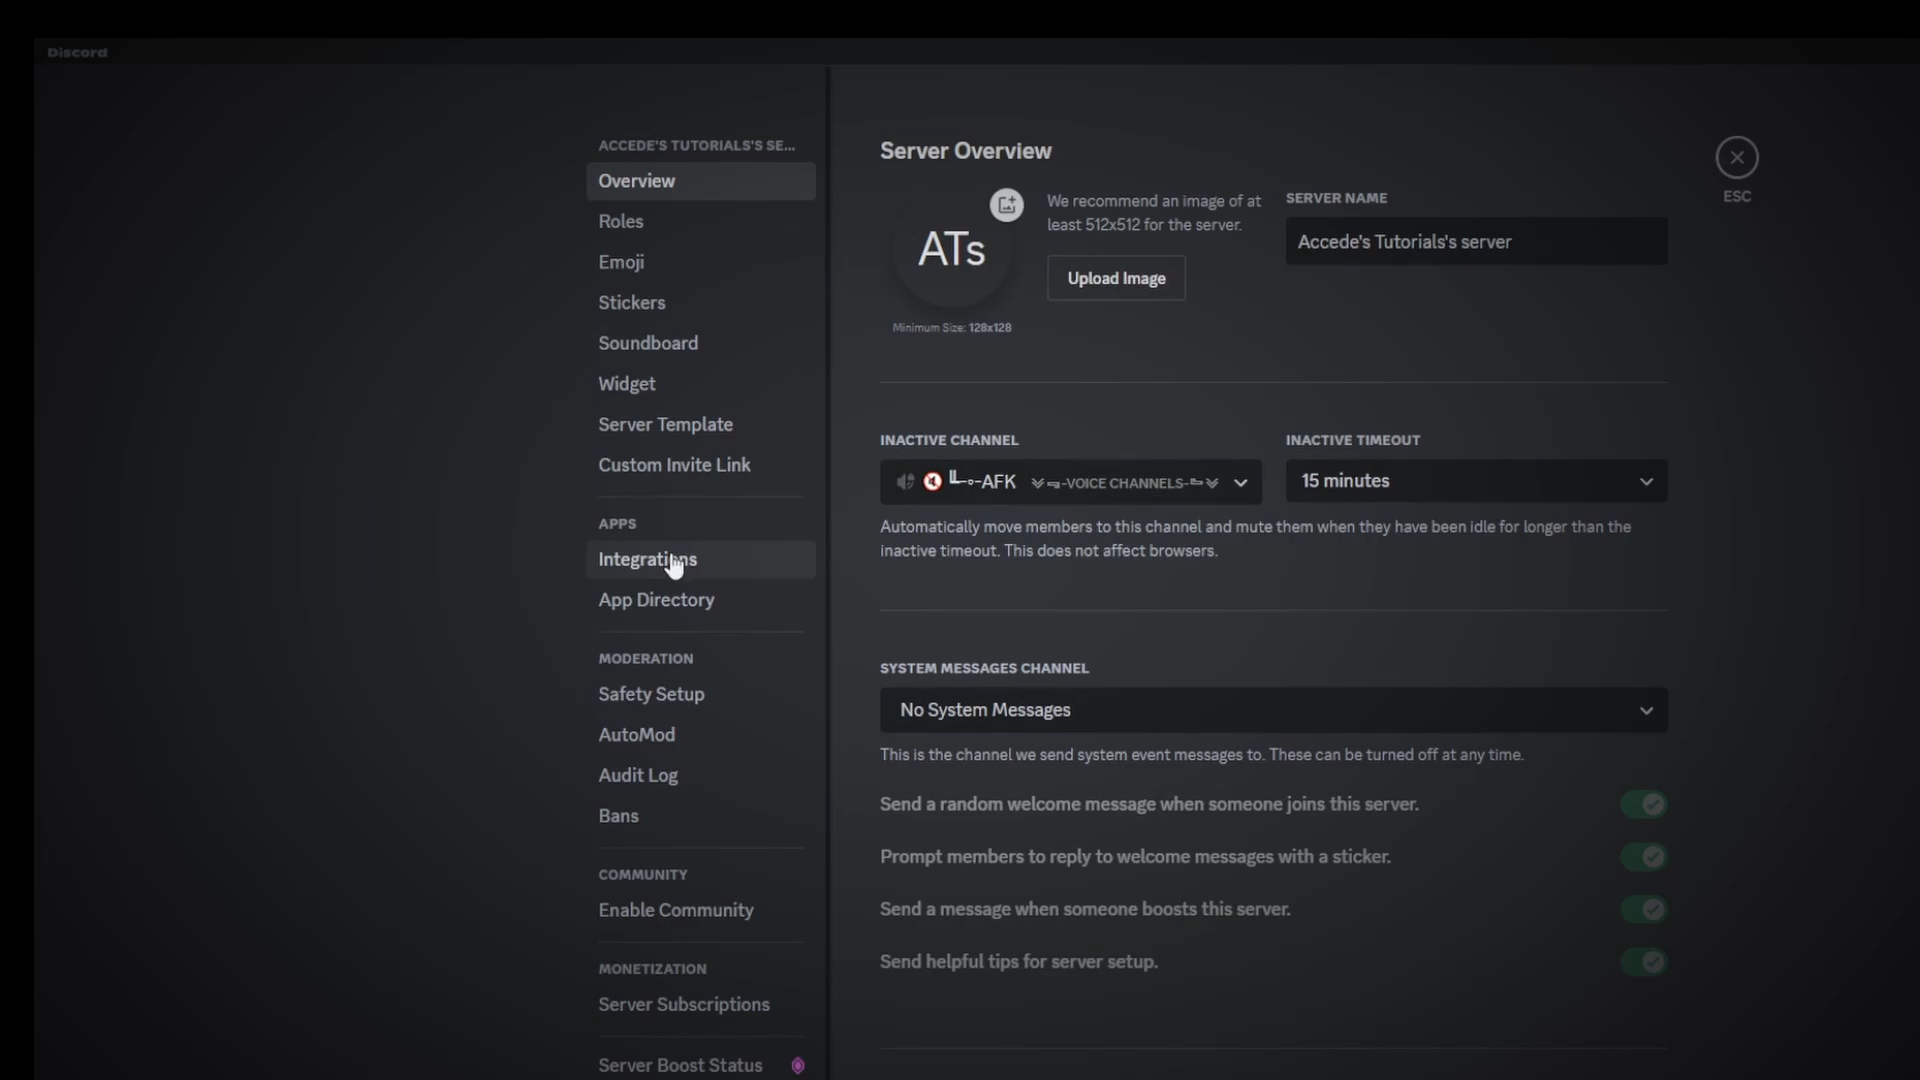 Discord
ACCEDE'S TUTORIALS'S SE...
Overview
Roles
Emoji
Stickers
Soundboard
Widget
Server Template
Custom Invite Link
APPS
Integrations
App Directory
MODERATION
Safety Setup
AutoMod
Audit Log
Bans
COMMUNITY
Enable Community
MONETIZATION
Server Subscriptions
Server Boost Status
Server Overview
ATs
Minimum Size: 128x128
We recommend an image of at
least 512x512 for the server.
Upload Image
SERVER NAME
Accede's Tutorials's server
ESC
INACTIVE CHANNEL
╚─∘-AFK -VOICE CHANNELS-
INACTIVE TIMEOUT
15 minutes
Automatically move members to this channel and mute them when they have been idle for longer than the
inactive timeout. This does not affect browsers.
SYSTEM MESSAGES CHANNEL
No System Messages
This is the channel we send system event messages to. These can be turned off at any time.
Send a random welcome message when someone joins this server.
Prompt members to reply to welcome messages with a sticker.
Send a message when someone boosts this server.
Send helpful tips for server setup.